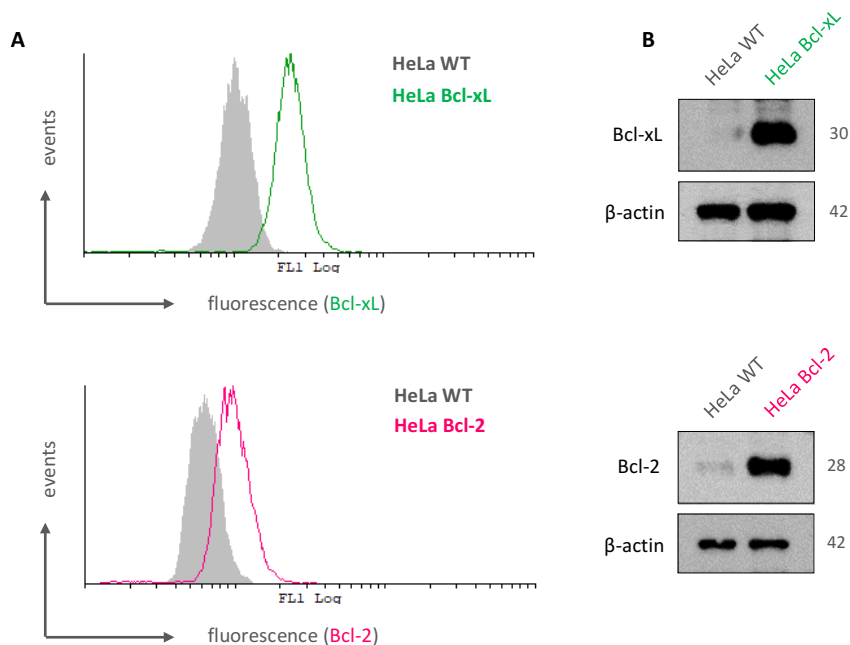 A
HeLa WT
HeLa Bcl-xL
events
FL1 Log
fluorescence (Bcl-xL)
HeLa WT
HeLa Bcl-2
events
FL1 Log
fluorescence (Bcl-2)
B
HeLa WT
HeLa Bcl-xL
Bcl-xL
30
β-actin
42
HeLa WT
HeLa Bcl-2
Bcl-2
28
β-actin
42